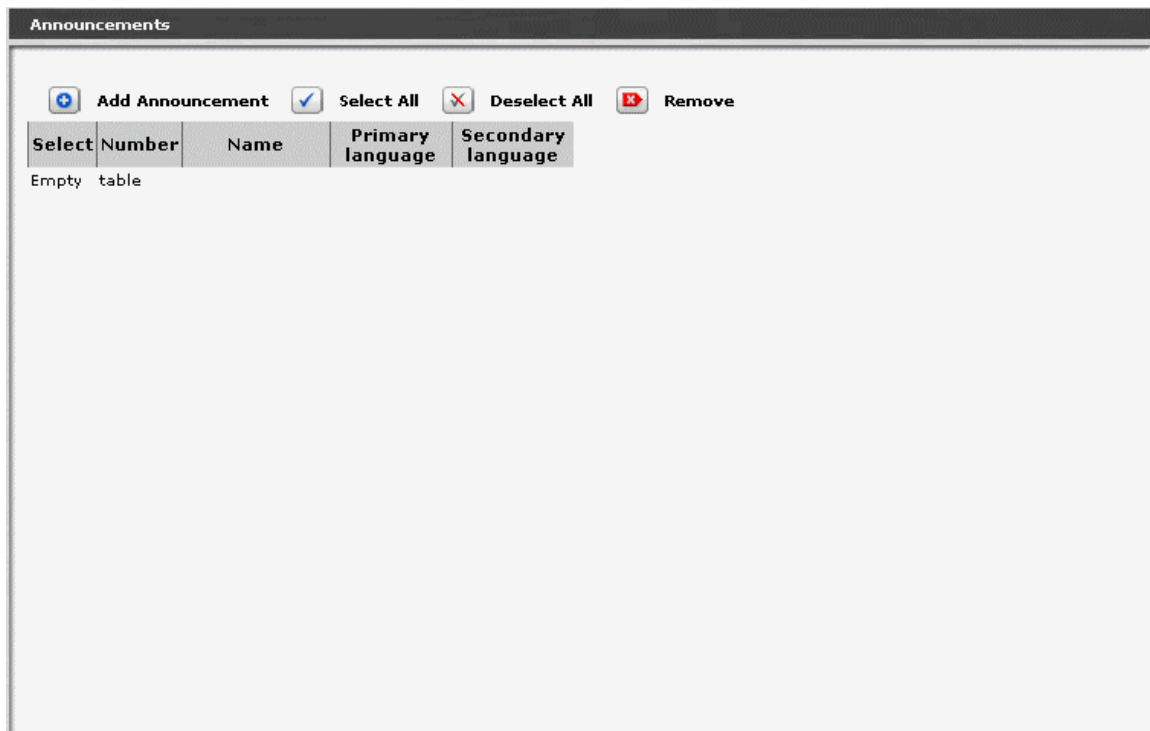 Announcements
Add Announcement Select All Deselect All Remove
Select Number Name Primary language Secondary language
Empty table